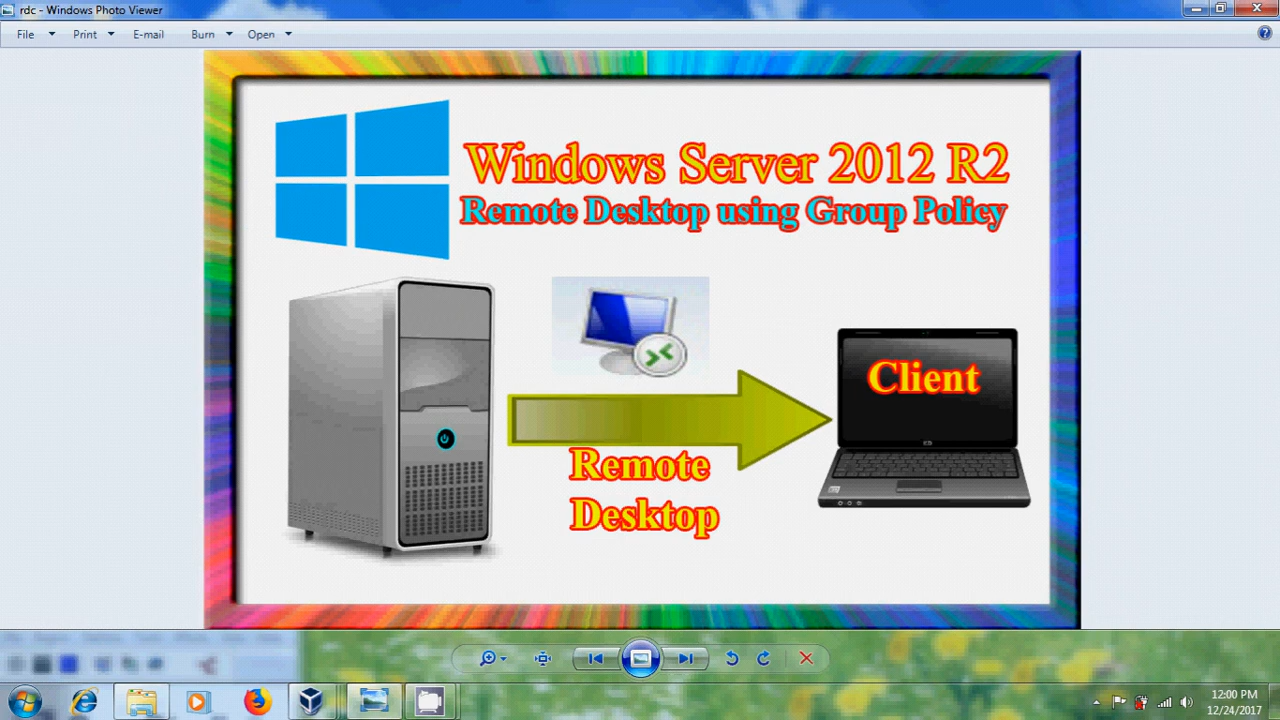 rdc - Windows Photo Viewer
File Print E-mail Burn Open
Windows Server 2012 R2
Remote Desktop using Group Policy
Client
Remote
Desktop
12:00 PM
12/24/2017